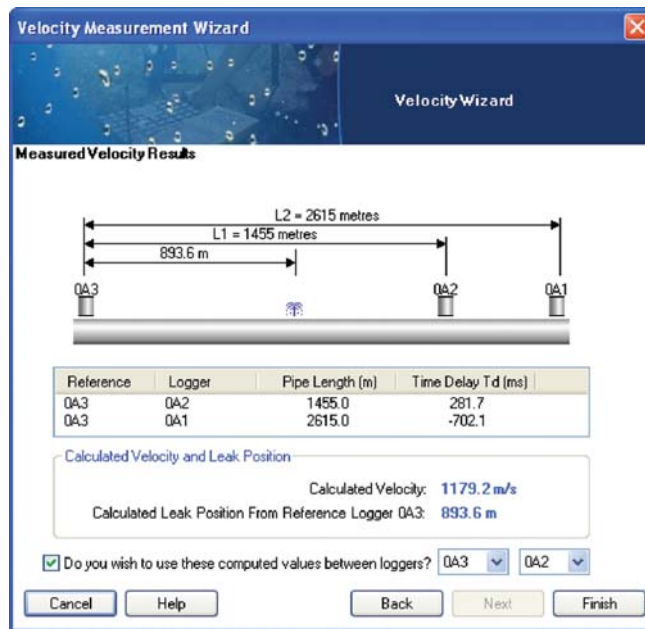 Velocity Measurement Wizard
Velocity Wizard
Measured Velocity Results
L2 = 2615 metres
L1 = 1455 metres
893.6 m
0A3 0A2 0A1
Reference Logger Pipe Length (m) Time Delay Td (ms)
0A3 0A2 1455.0 281.7
0A3 0A1 2615.0 -702.1
Calculated Velocity and Leak Position
Calculated Velocity: 1179.2 m/s
Calculated Leak Position From Reference Logger 0A3: 893.6 m
Do you wish to use these computed values between loggers? 0A3 0A2
Cancel Help Back Next Finish